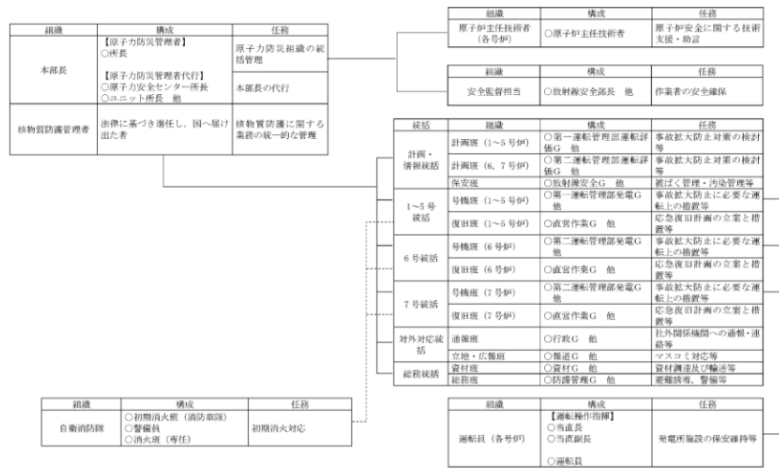 組織 構成 任務
本部長
【原子力防災管理者】
○所長
原子力防災組織の統
括管理
【原子力防災管理者代行】
○原子力安全センター所長
○ユニット所長 他
本部長の代行
核物質防護管理者
法律に基づき選任し、国へ届け
出た者
核物質防護に関する
業務の統一的な管理
組織 構成 任務
原子炉主任技術者
(各号炉)
○原子炉主任技術者
原子炉安全に関する技術
支援・助言
組織 構成 任務
安全監督担当 ○放射線安全部長 他 作業者の安全確保
統括 組織 構成 任務
計画・
情報統括
計画班(1~5号炉)
○第一運転管理部運転評
価G 他
事故拡大防止対策の検討
等
計画班(6、7号炉)
○第二運転管理部運転評
価G 他
事故拡大防止対策の検討
等
保安班 ○放射線安全G 他 被ばく管理・汚染管理等
1~5号
統括
号機班(1~5号炉)
○第一運転管理部発電G
他
事故拡大防止に必要な運
転上の措置等
復旧班(1~5号炉) ○直営作業G 他
応急復旧計画の立案と措
置等
6号統括
号機班(6号炉)
○第二運転管理部発電G
他
事故拡大防止に必要な運
転上の措置等
復旧班(6号炉) ○直営作業G 他
応急復旧計画の立案と措
置等
7号統括
号機班(7号炉)
○第二運転管理部発電G
他
事故拡大防止に必要な運
転上の措置等
復旧班(7号炉) ○直営作業G 他
応急復旧計画の立案と措
置等
対外対応統
括
通報班 ○行政G 他
社外関係機関への通報・連
絡等
立地・広報班 ○報道G 他 マスコミ対応等
総務統括
資材班 ○資材G 他 資材調達及び輸送等
総務班 ○防護管理G 他 避難誘導、警備等
組織 構成 任務
自衛消防隊
○初期消火班(消防車隊)
○警備員
○消火班(専任)
初期消火対応
組織 構成 任務
運転員(各号炉)
【運転操作指揮】
○当直長
○当直副長
○運転員
発電所施設の保安維持等